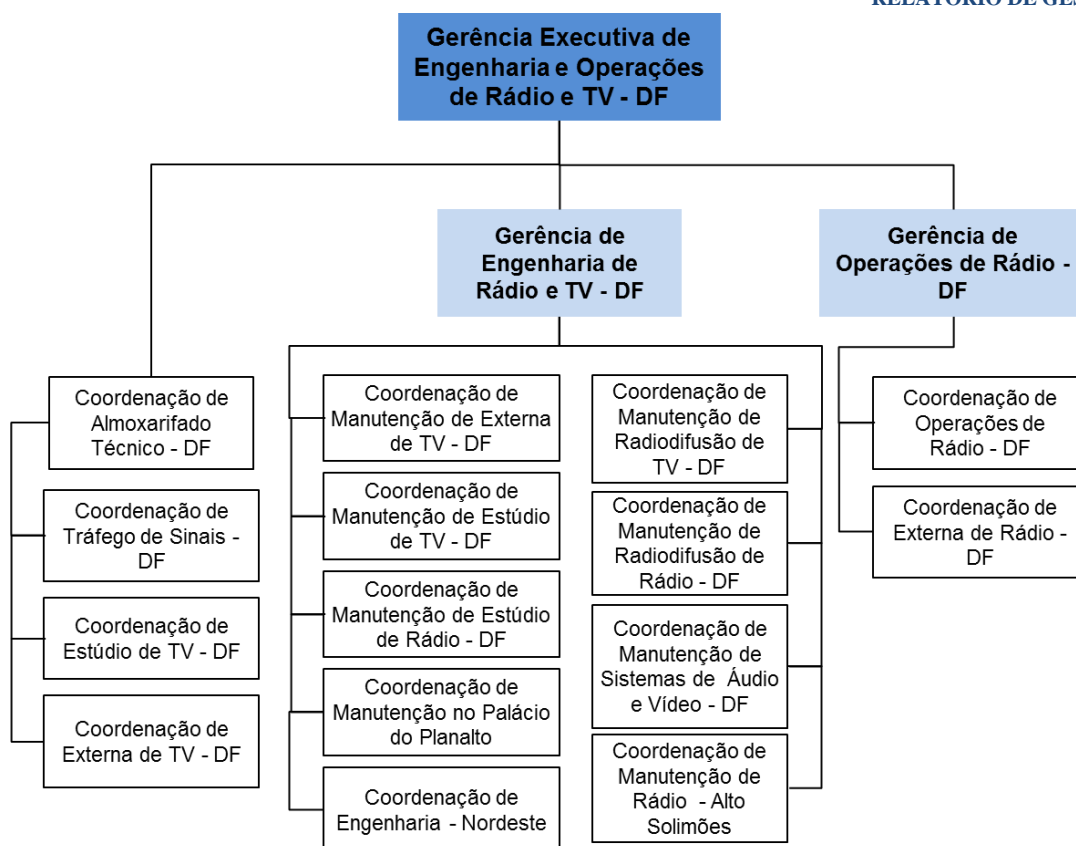 RELATÓRIO DE
Gerência Executiva de
Engenharia e Operações
de Rádio e TV - DF
Gerência de
Engenharia de
Rádio e TV - DF
Gerência de
Operações de Rádio -
DF
Coordenação de
Almoxarifado
Técnico - DF
Coordenação de
Tráfego de Sinais -
DF
Coordenação de
Estúdio de TV - DF
Coordenação de
Externa de TV - DF
Coordenação de
Manutenção de Externa
de TV - DF
Coordenação de
Manutenção de Estúdio
de TV - DF
Coordenação de
Manutenção de Estúdio
de Rádio - DF
Coordenação de
Manutenção no Palácio
do Planalto
Coordenação de
Engenharia - Nordeste
Coordenação de
Manutenção de
Radiodifusão de
TV - DF
Coordenação de
Manutenção de
Radiodifusão de
Rádio - DF
Coordenação de
Manutenção de
Sistemas de Áudio
e Vídeo - DF
Coordenação de
Manutenção de
Rádio - Alto
Solimões
Coordenação de
Operações de
Rádio - DF
Coordenação de
Externa de Rádio -
DF